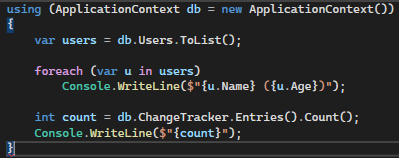 using (ApplicationContext db = new ApplicationContext())
{
    var users = db.Users.ToList();
    foreach (var u in users)
        Console.WriteLine($"{u.Name} ({u.Age})");
    int count = db.ChangeTracker.Entries().Count();
    Console.WriteLine($"{count}");
}